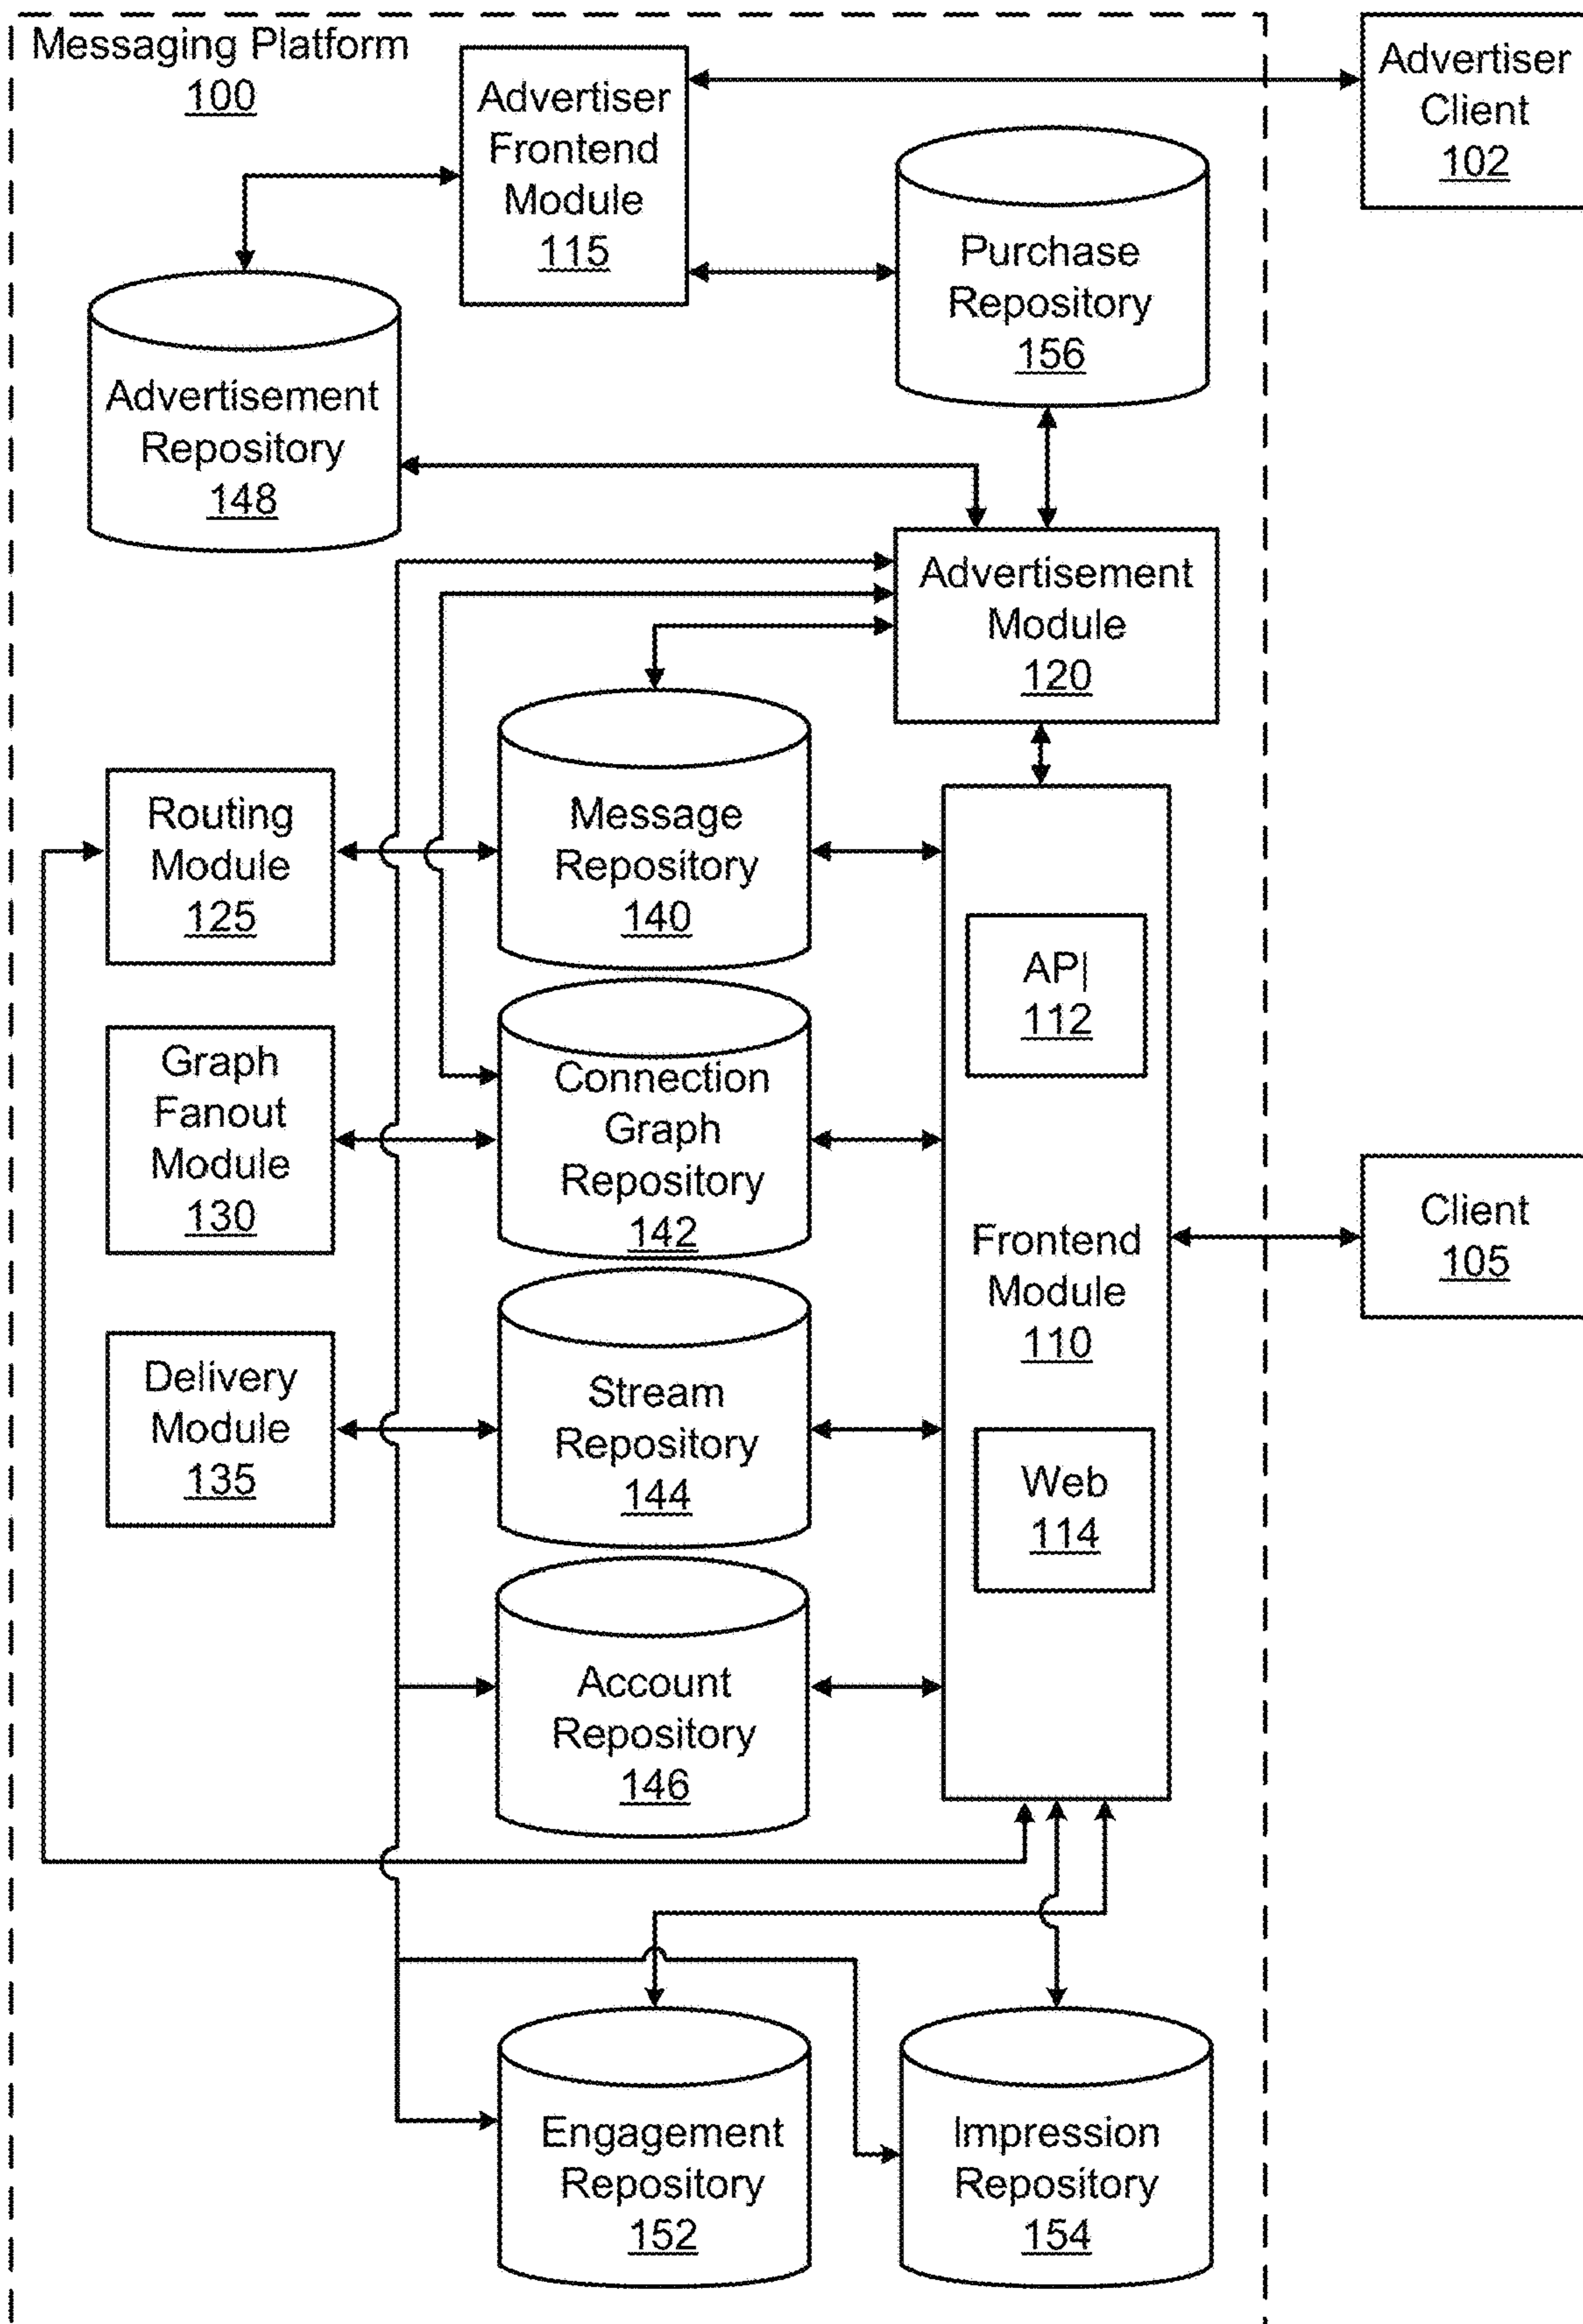 Messaging Platform
100
Advertiser
Frontend
Module
115
Advertiser
Client
102
Purchase
Repository
156
Advertisement
Repository
148
Advertisement
Module
120
Routing
Module
125
Message
Repository
140
API
112
Graph
Fanout
Module
130
Connection
Graph
Repository
142
Frontend
Module
110
Client
105
Delivery
Module
135
Stream
Repository
144
Web
114
Account
Repository
146
Engagement
Repository
152
Impression
Repository
154